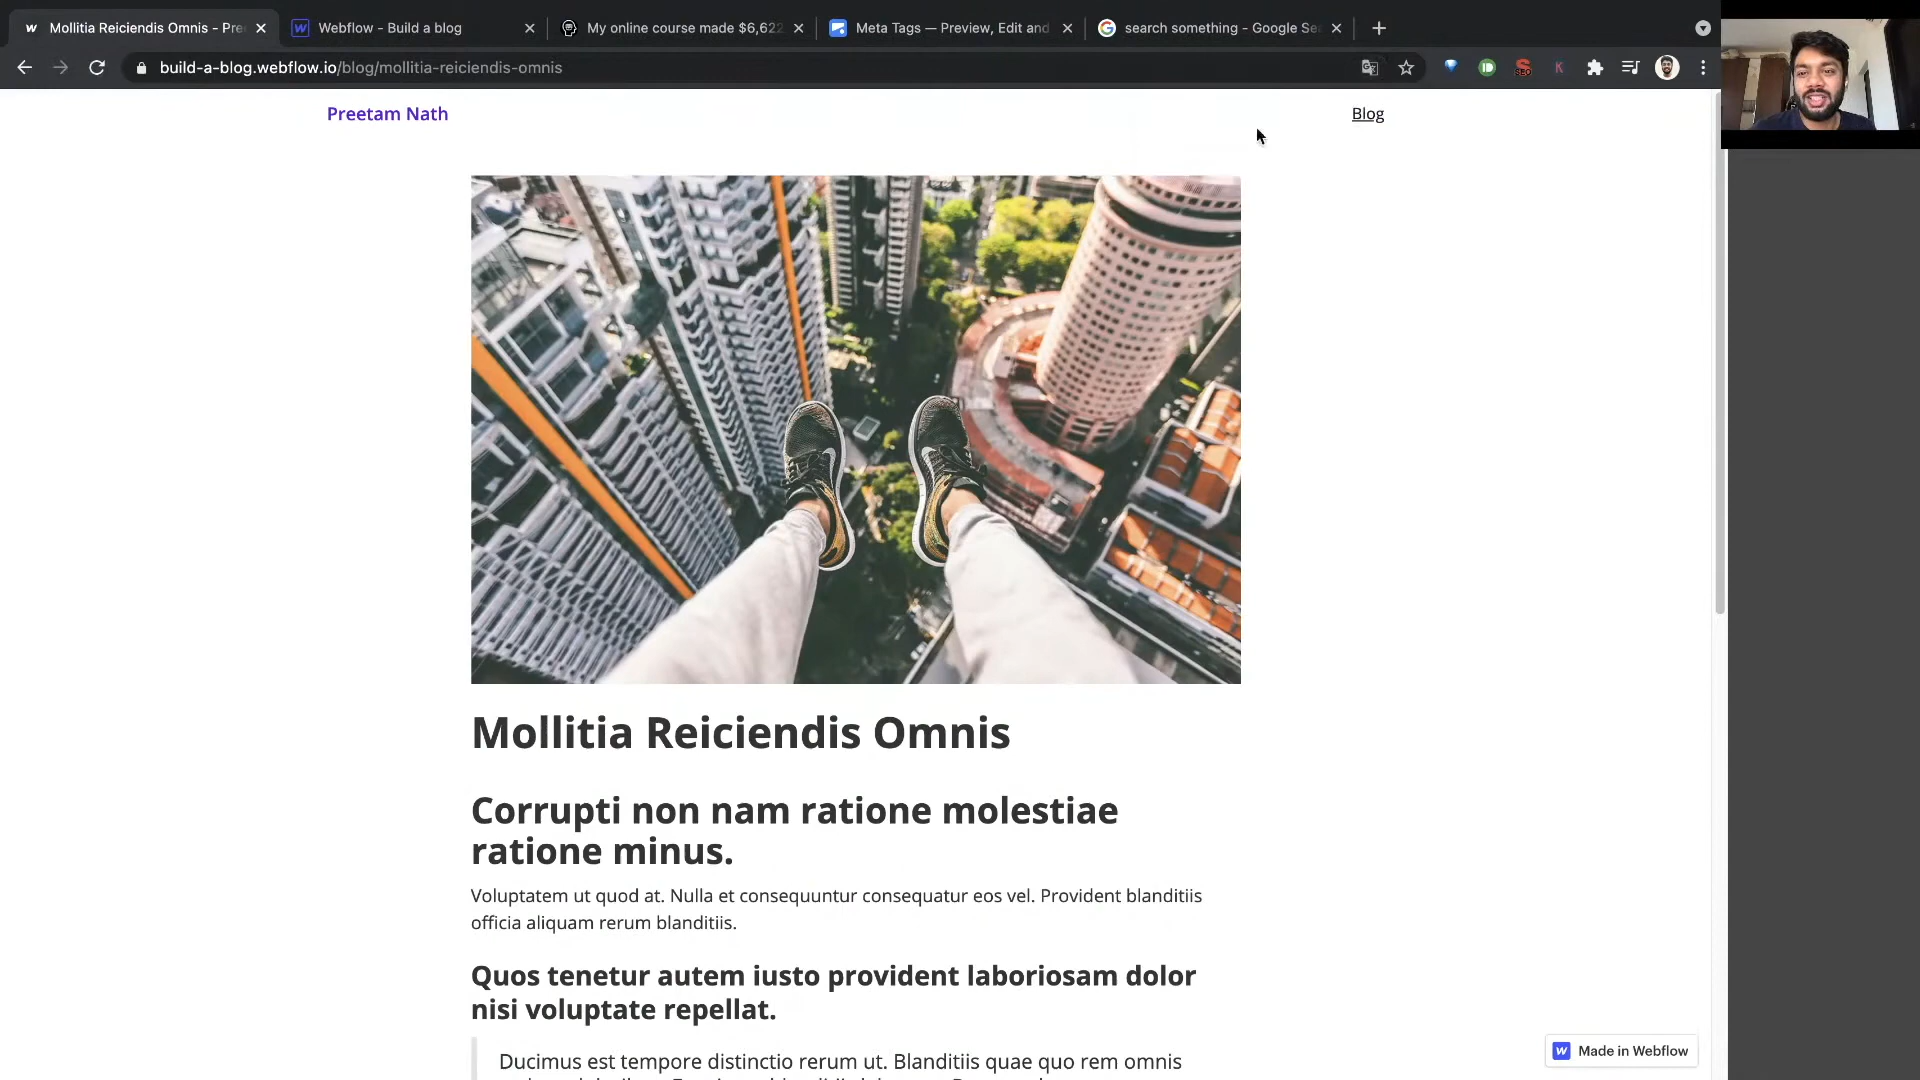 Mollitia Reiciendis Omnis - Pre
Webflow - Build a blog
My online course made $6,622
Meta Tags — Preview, Edit and
search something - Google Se
build-a-blog.webflow.io/blog/mollitia-reiciendis-omnis
Preetam Nath
Blog
Mollitia Reiciendis Omnis
Corrupti non nam ratione molestiae
ratione minus.
Voluptatem ut quod at. Nulla et consequuntur consequatur eos vel. Provident blanditiis
officia aliquam rerum blanditiis.
Quos tenetur autem iusto provident laboriosam dolor
nisi voluptate repellat.
Ducimus est tempore distinctio rerum ut. Blanditiis quae quo rem omnis
Made in Webflow